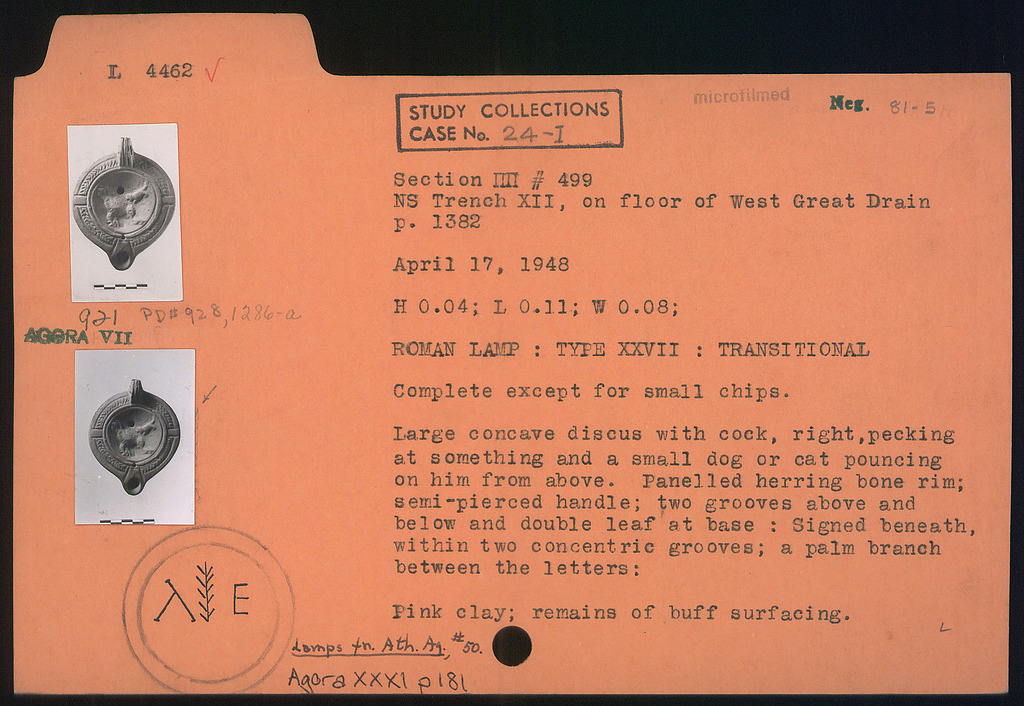 L 4462 ✓
microfilmed
Neg. 81-5
STUDY COLLECTIONS
CASE No. 24-I
Section ΠΠ # 499
NS Trench XII, on floor of West Great Drain
p. 1382
April 17, 1948
H 0.04; L 0.11; W 0.08;
ROMAN LAMP : TYPE XXVII : TRANSITIONAL
Complete except for small chips.
Large concave discus with cock, right,pecking
at something and a small dog or cat pouncing
on him from above. Panelled herring bone rim;
semi-pierced handle; two grooves above and
below and double leaf at base : Signed beneath,
within two concentric grooves; a palm branch
between the letters:
Pink clay; remains of buff surfacing.
921 PD# 928, 1286-a
AGORA VII
λ E
Lamps fr. Ath. Ag. #50.
Agora XXXI p 181
L